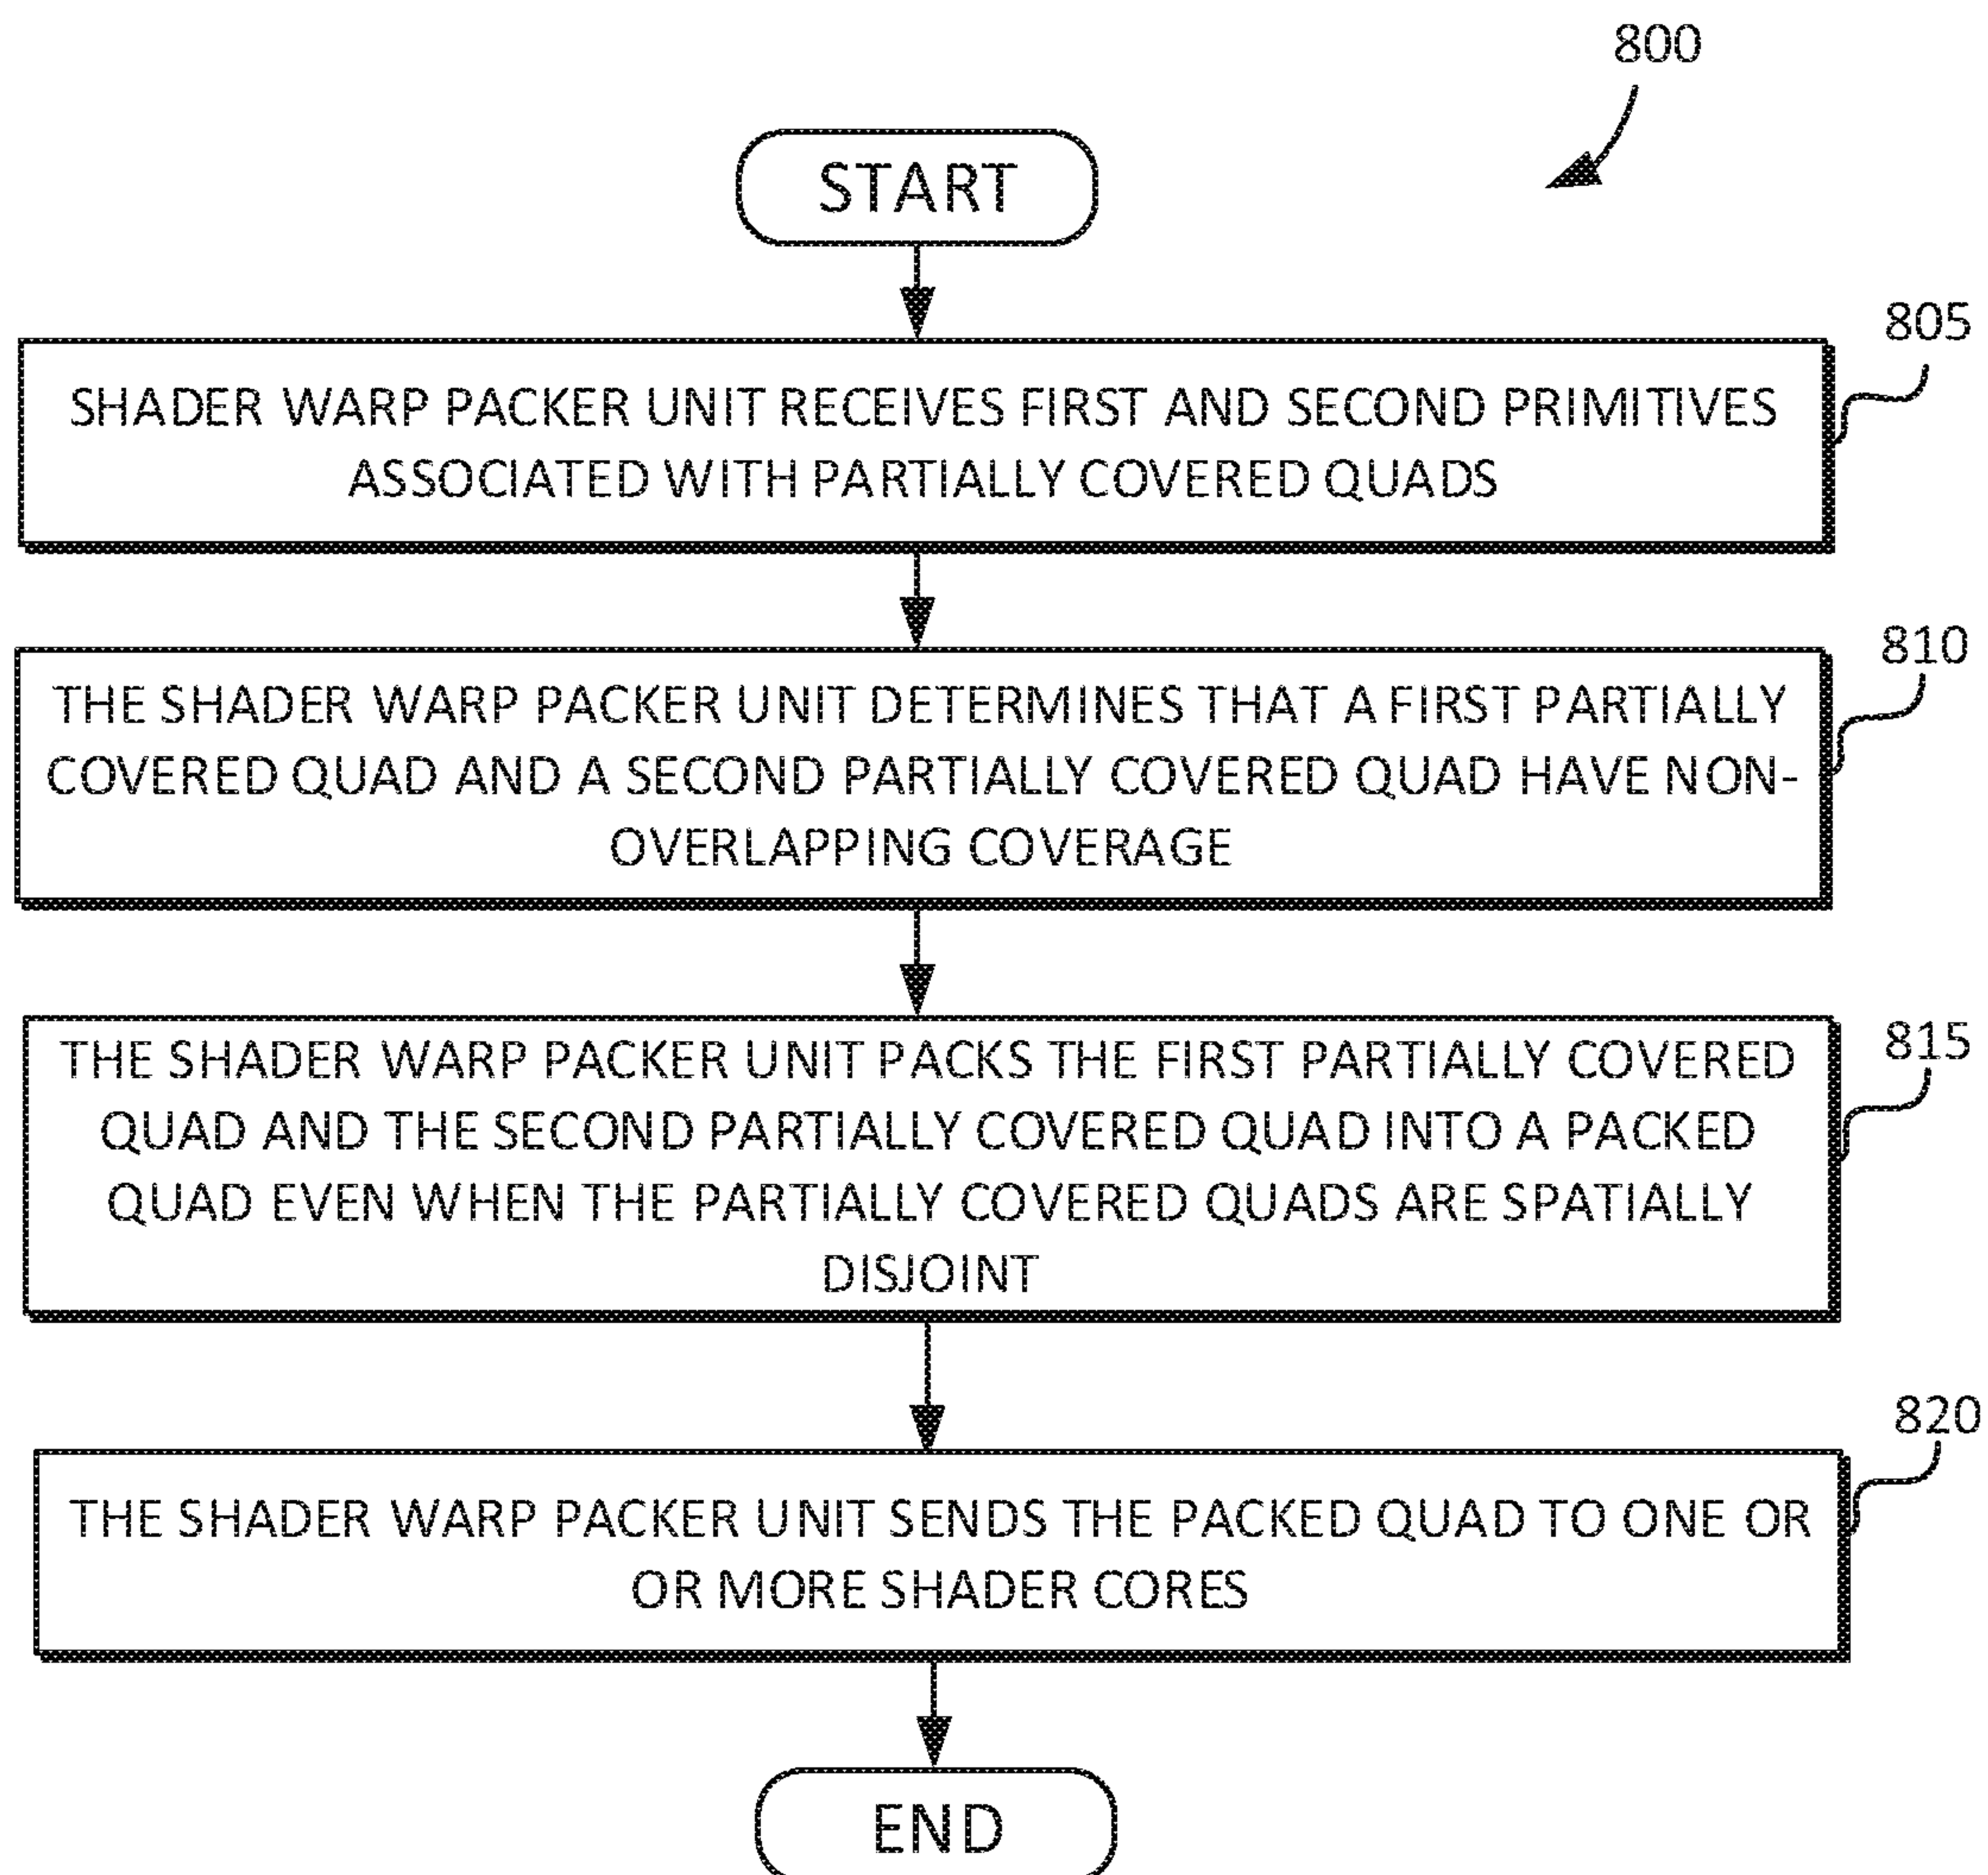 800
START
805
SHADER WARP PACKER UNIT RECEIVES FIRST AND SECOND PRIMITIVES
ASSOCIATED WITH PARTIALLY COVERED QUADS
810
THE SHADER WARP PACKER UNIT DETERMINES THAT A FIRST PARTIALLY
COVERED QUAD AND A SECOND PARTIALLY COVERED QUAD HAVE NON-
OVERLAPPING COVERAGE
815
THE SHADER WARP PACKER UNIT PACKS THE FIRST PARTIALLY COVERED
QUAD AND THE SECOND PARTIALLY COVERED QUAD INTO A PACKED
QUAD EVEN WHEN THE PARTIALLY COVERED QUADS ARE SPATIALLY
DISJOINT
820
THE SHADER WARP PACKER UNIT SENDS THE PACKED QUAD TO ONE OR
OR MORE SHADER CORES
END